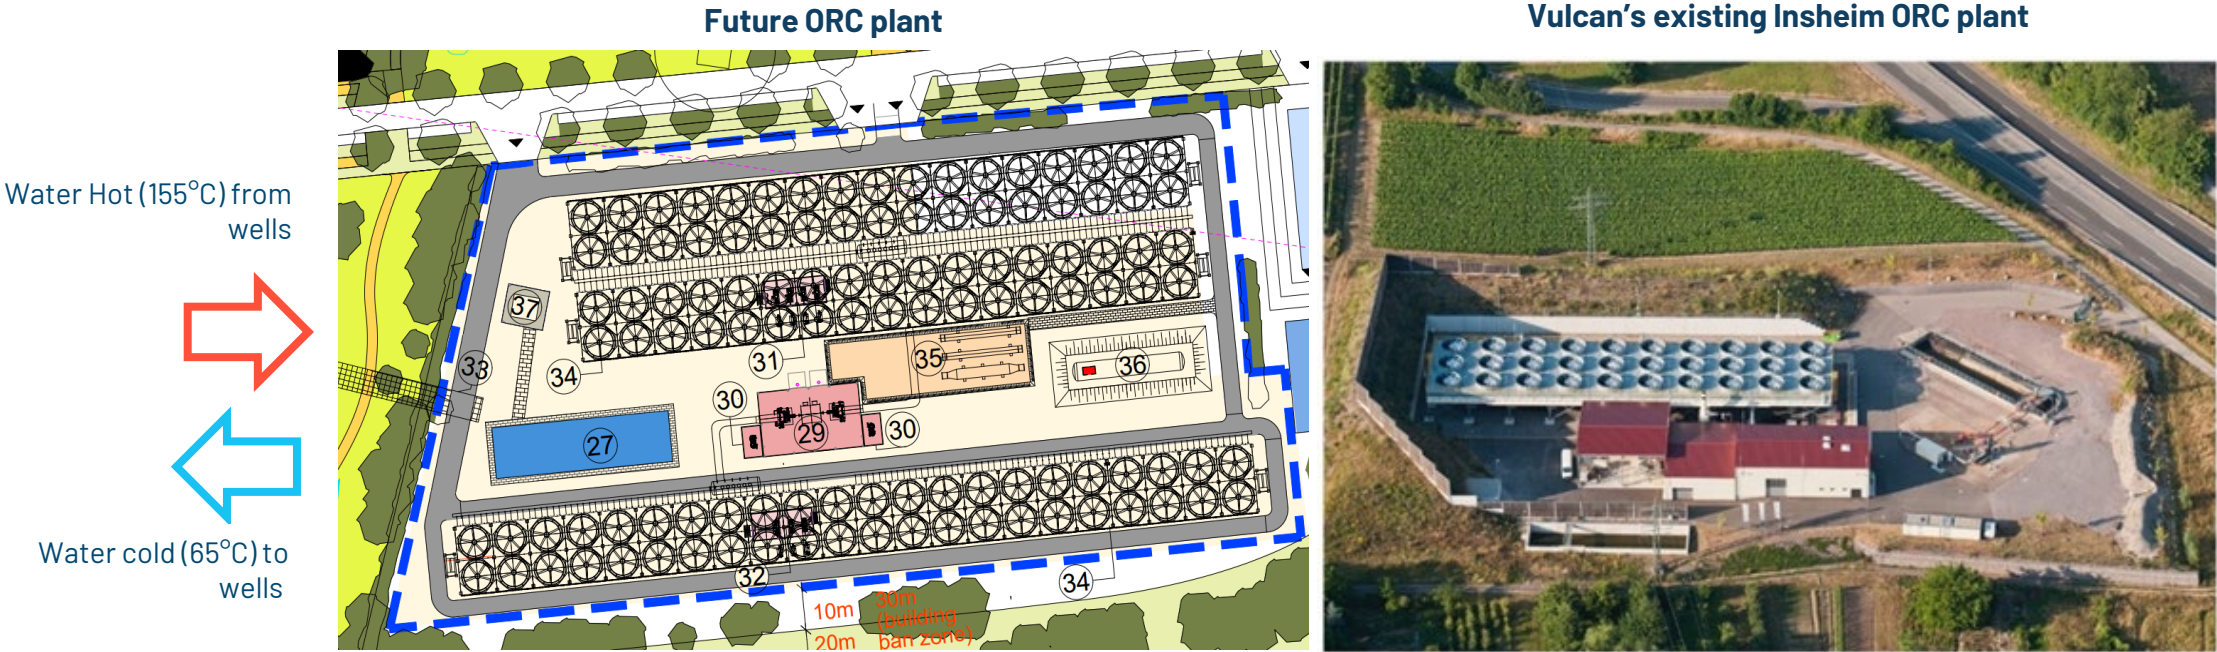 Future ORC plant
Vulcan's existing Insheim ORC plant
Water Hot (155°C) from
wells
Water cold (65°C) to
wells
37
33
34
31
35
36
30
29
30
27
32
34
10m
30m
(building
20m
ban zone)